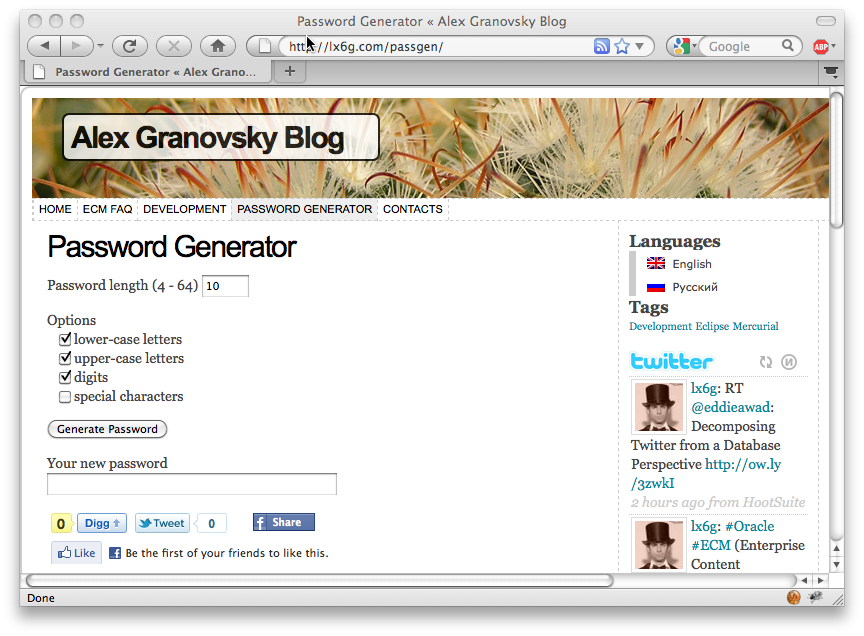 Password Generator « Alex Granovsky Blog
http://lx6g.com/passgen/
Google
ABP
Password Generator « Alex Grano...
Alex Granovsky Blog
HOME ECM FAQ DEVELOPMENT PASSWORD GENERATOR CONTACTS
Password Generator
Password length (4 - 64) 10
Options
lower-case letters
upper-case letters
digits
special characters
Generate Password
Your new password
0 Digg Tweet 0 Share
Like Be the first of your friends to like this.
Languages
English
Русский
Tags
Development Eclipse Mercurial
twitter
lx6g: RT
@eddieawad:
Decomposing
Twitter from a Database
Perspective http://ow.ly
/3zwkI
2 hours ago from HootSuite
lx6g: #Oracle
#ECM (Enterprise
Content
Done